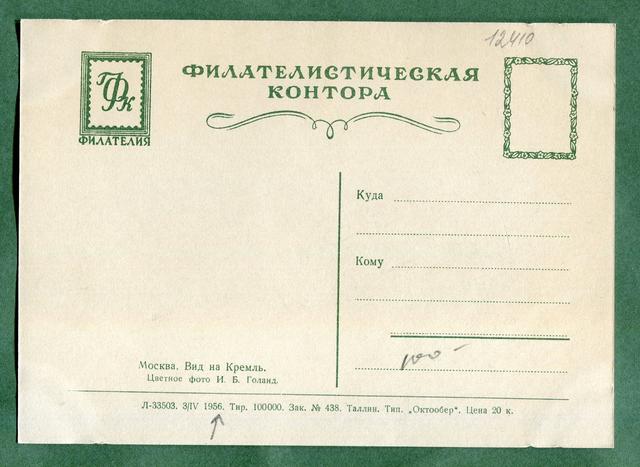 12410
ФИЛАТЕЛИСТИЧЕСКАЯ
КОНТОРА
ГФК
ФИЛАТЕЛИЯ
Куда
Кому
100-
Москва. Вид на Кремль.
Цветное фото И. Б. Голанд.
Л-33503. 3/IV 1956. Тир. 100000. Зак. № 438. Таллин. Тип. „Октообер". Цена 20 к.